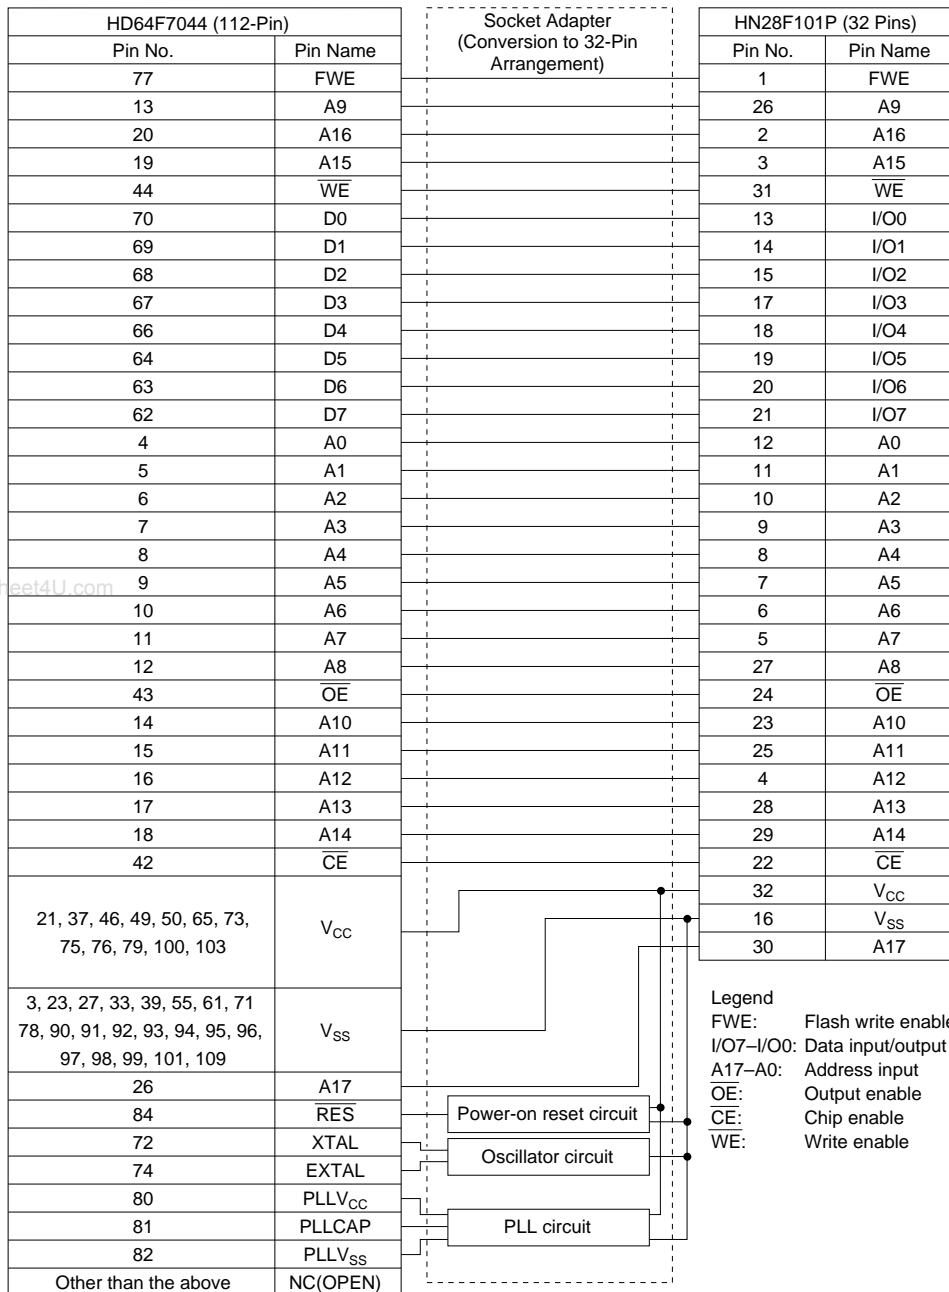 HD64F7044 (112-Pin)
Pin No. Pin Name
77 FWE
13 A9
20 A16
19 A15
44 W̅E̅
70 D0
69 D1
68 D2
67 D3
66 D4
64 D5
63 D6
62 D7
4 A0
5 A1
6 A2
7 A3
8 A4
9 A5
10 A6
11 A7
12 A8
43 O̅E̅
14 A10
15 A11
16 A12
17 A13
18 A14
42 C̅E̅
21, 37, 46, 49, 50, 65, 73,
75, 76, 79, 100, 103
VCC
3, 23, 27, 33, 39, 55, 61, 71
78, 90, 91, 92, 93, 94, 95, 96,
97, 98, 99, 101, 109
VSS
26 A17
84 R̅E̅S̅
72 XTAL
74 EXTAL
80 PLLVCC
81 PLLCAP
82 PLLVSS
Other than the above NC(OPEN)
Socket Adapter
(Conversion to 32-Pin
Arrangement)
Power-on reset circuit
Oscillator circuit
PLL circuit
HN28F101P (32 Pins)
Pin No. Pin Name
1 FWE
26 A9
2 A16
3 A15
31 W̅E̅
13 I/O0
14 I/O1
15 I/O2
17 I/O3
18 I/O4
19 I/O5
20 I/O6
21 I/O7
12 A0
11 A1
10 A2
9 A3
8 A4
7 A5
6 A6
5 A7
27 A8
24 O̅E̅
23 A10
25 A11
4 A12
28 A13
29 A14
22 C̅E̅
32 VCC
16 VSS
30 A17
Legend
FWE: Flash write enable
I/O7–I/O0: Data input/output
A17–A0: Address input
O̅E̅: Output enable
C̅E̅: Chip enable
W̅E̅: Write enable
heet4U.com